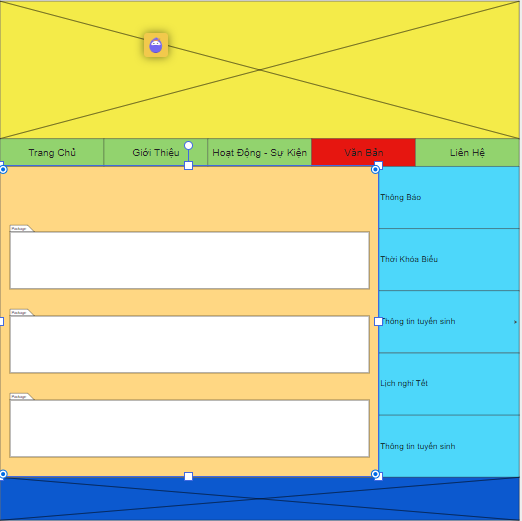 Trang Chủ
Giới Thiệu
Hoạt Động - Sự Kiện
Văn Bản
Liên Hệ
Thông Báo
Thời Khóa Biểu
Thông tin tuyển sinh
Lịch nghỉ Tết
Thông tin tuyển sinh
Package
Package
Package